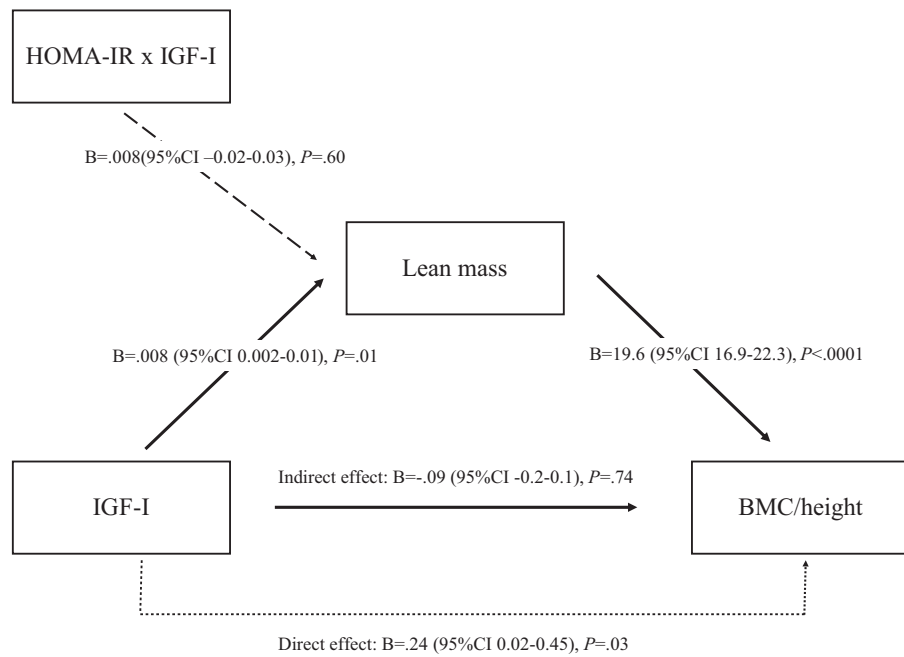 HOMA-IR x IGF-I
B=.008(95%CI –0.02-0.03), P=.60
Lean mass
B=.008 (95%CI 0.002-0.01), P=.01
B=19.6 (95%CI 16.9-22.3), P<.0001
Indirect effect: B=-.09 (95%CI -0.2-0.1), P=.74
IGF-I
BMC/height
Direct effect: B=.24 (95%CI 0.02-0.45), P=.03